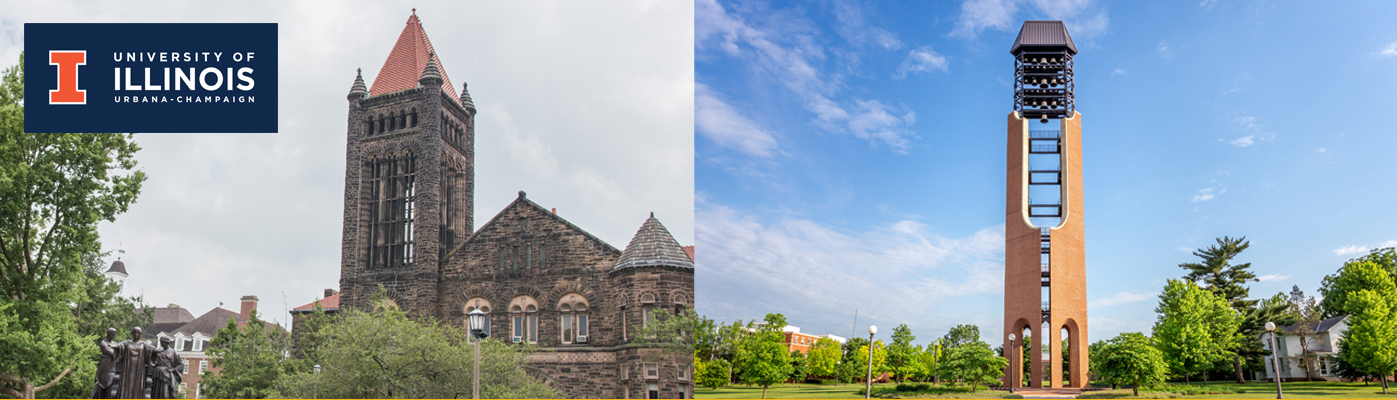 I
UNIVERSITY OF
ILLINOIS
URBANA-CHAMPAIGN